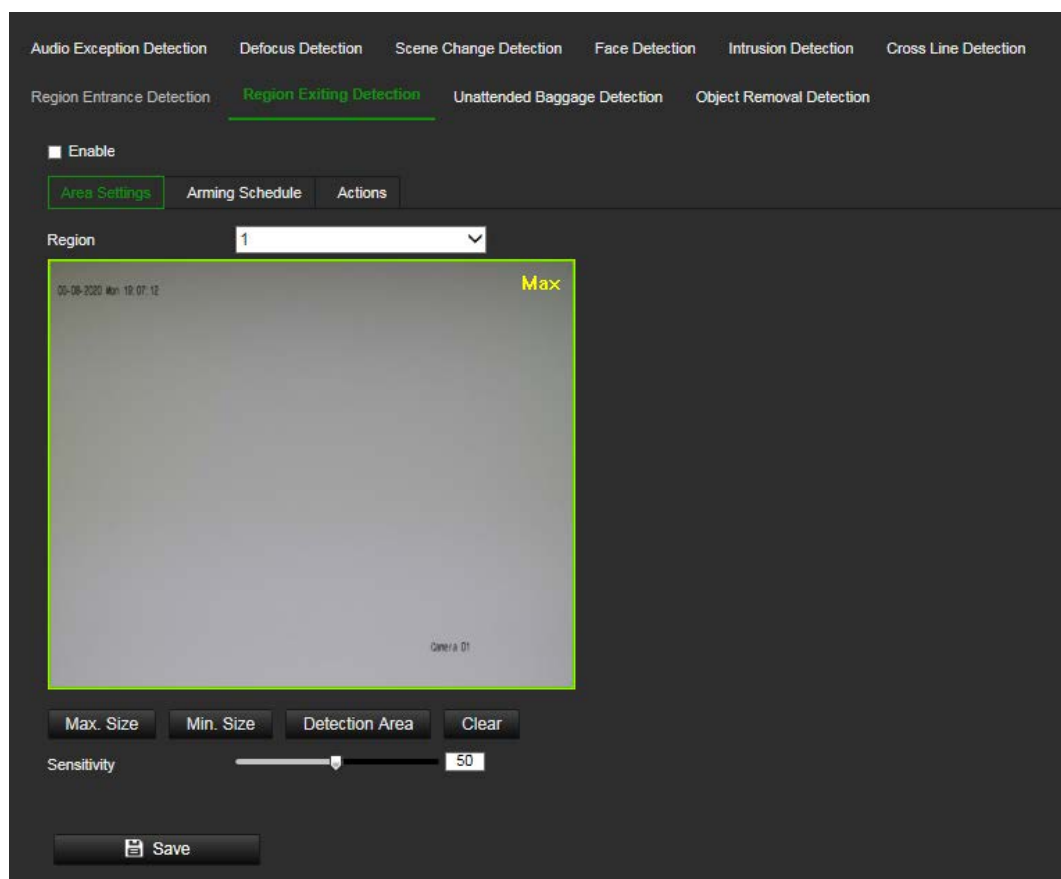 Audio Exception Detection Defocus Detection Scene Change Detection Face Detection Intrusion Detection Cross Line Detection
Region Entrance Detection Region Exiting Detection Unattended Baggage Detection Object Removal Detection
Enable
Area Settings Arming Schedule Actions
Region 1
Max
2020 Mon
Camera 01
Max. Size Min. Size Detection Area Clear
Sensitivity 50
Save